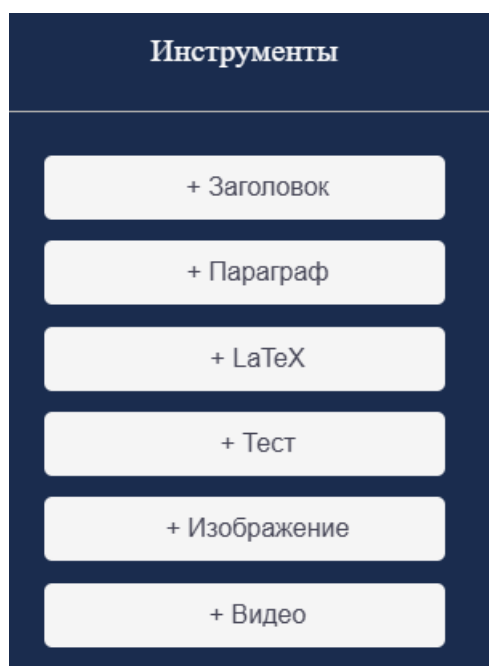 Инструменты
+ Заголовок
+ Параграф
+ LaTeX
+ Тест
+ Изображение
+ Видео